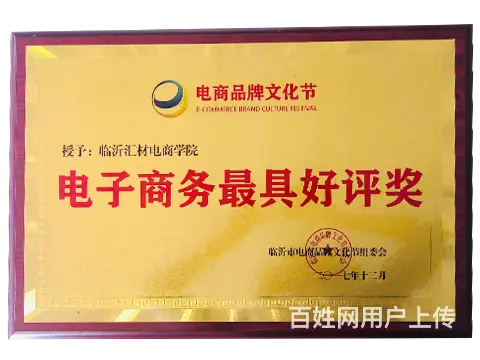 电商品牌文化节
E-COMMERCE BRAND CULTURE FESTIVAL
授予：临沂汇材电商学院
电子商务最具好评奖
临沂市电商品牌文化节组委会
二〇一七年十二月
百姓网用户上传